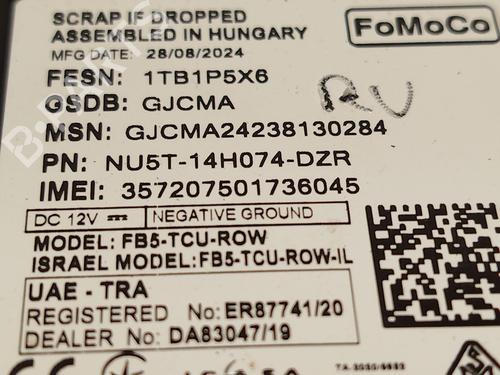 SCRAP IF DROPPED
ASSEMBLED IN HUNGARY
MFG DATE: 28/08/2024
FoMoCo
FESN: 1TB1P5X6
GSDB: GJCMA
RU
MSN: GJCMA24238130284
PN: NU5T-14H074-DZR
IMEI: 357207501736045
DC 12V NEGATIVE GROUND
MODEL: FB5-TCU-ROW
ISRAEL MODEL:FB5-TCU-ROW-IL
UAE - TRA
REGISTERED No: ER87741/20
DEALER No: DA83047/19
B-PARTS